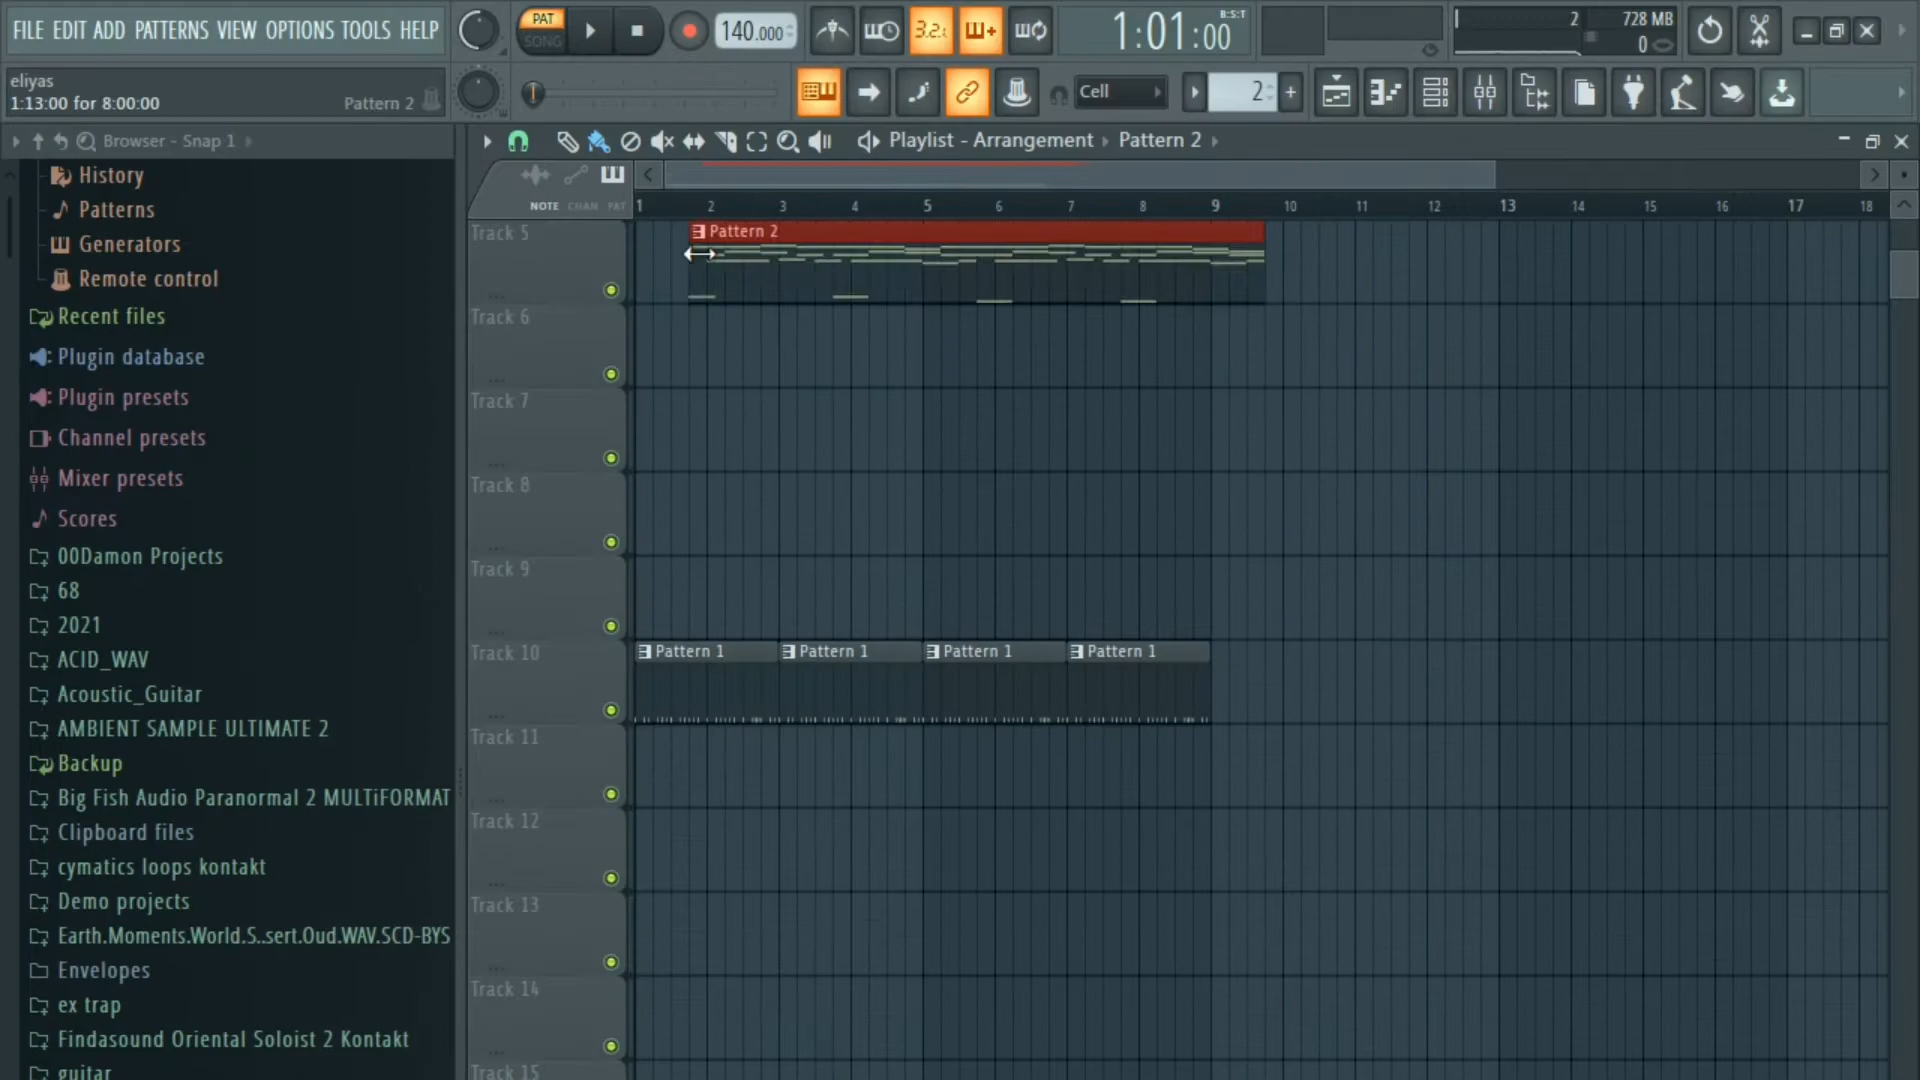 FILE EDIT ADD PATTERNS VIEW OPTIONS TOOLS HELP
PAT
SONG
140.000
3.2.
1:01:00
B:S:T
2
728 MB
0
eliyas
1:13:00 for 8:00:00
Pattern 2
Cell
2
Browser - Snap 1
Playlist - Arrangement
Pattern 2
NOTE CHAN PAT
1 2 3 4 5 6 7 8 9 10 11 12 13 14 15 16 17 18
History
Patterns
Generators
Remote control
Recent files
Plugin database
Plugin presets
Channel presets
Mixer presets
Scores
00Damon Projects
68
2021
ACID_WAV
Acoustic_Guitar
AMBIENT SAMPLE ULTIMATE 2
Backup
Big Fish Audio Paranormal 2 MULTiFORMAT
Clipboard files
cymatics loops kontakt
Demo projects
Earth.Moments.World.S..sert.Oud.WAV.SCD-BYS
Envelopes
ex trap
Findasound Oriental Soloist 2 Kontakt
guitar
Track 5
Pattern 2
Track 6
Track 7
Track 8
Track 9
Track 10
Pattern 1
Pattern 1
Pattern 1
Pattern 1
Track 11
Track 12
Track 13
Track 14
Track 15